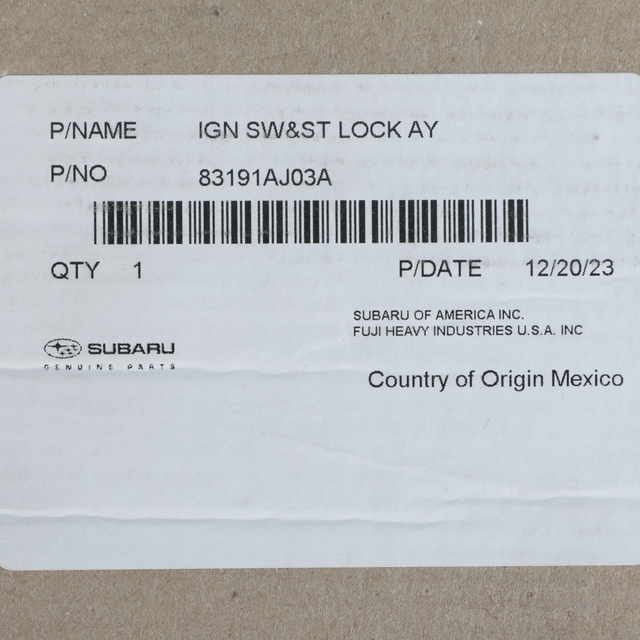 P/NAME IGN SW&ST LOCK AY
P/NO 83191AJ03A
QTY 1 P/DATE 12/20/23
SUBARU OF AMERICA INC.
FUJI HEAVY INDUSTRIES U.S.A. INC
SUBARU
GENUINE PARTS
Country of Origin Mexico